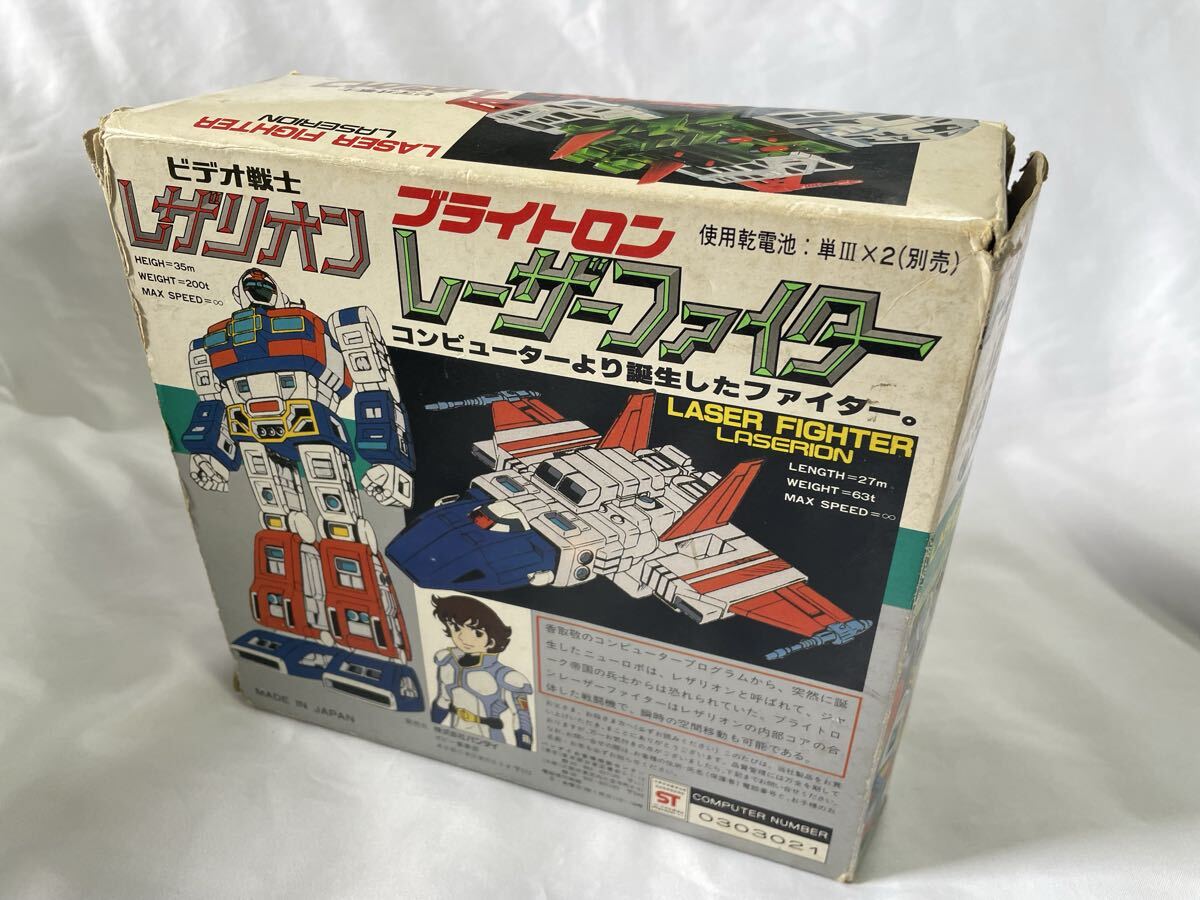 LASER FIGHTER
LASERION
ビデオ戦士
レザリオン
HEIGH=35m
WEIGHT=200t
MAX SPEED=∞
ブライトロン
使用乾電池:単III×2(別売)
レーザーファイター
コンピューターより誕生したファイター。
LASER FIGHTER
LASERION
LENGTH=27m
WEIGHT=63t
MAX SPEED=∞
香取敬のコンピュータープログラムから、突然に誕
生したニューロボは、レザリオンと呼ばれて、ジャ
ーク帝国の兵士からは恐れられていた。ブライトロ
ンレーザーファイターはレザリオンの内部コアの合
体した戦闘機で、瞬時の空間移動も可能である。
MADE IN JAPAN
株式会社バンダイ
ST
COMPUTER NUMBER
0303021